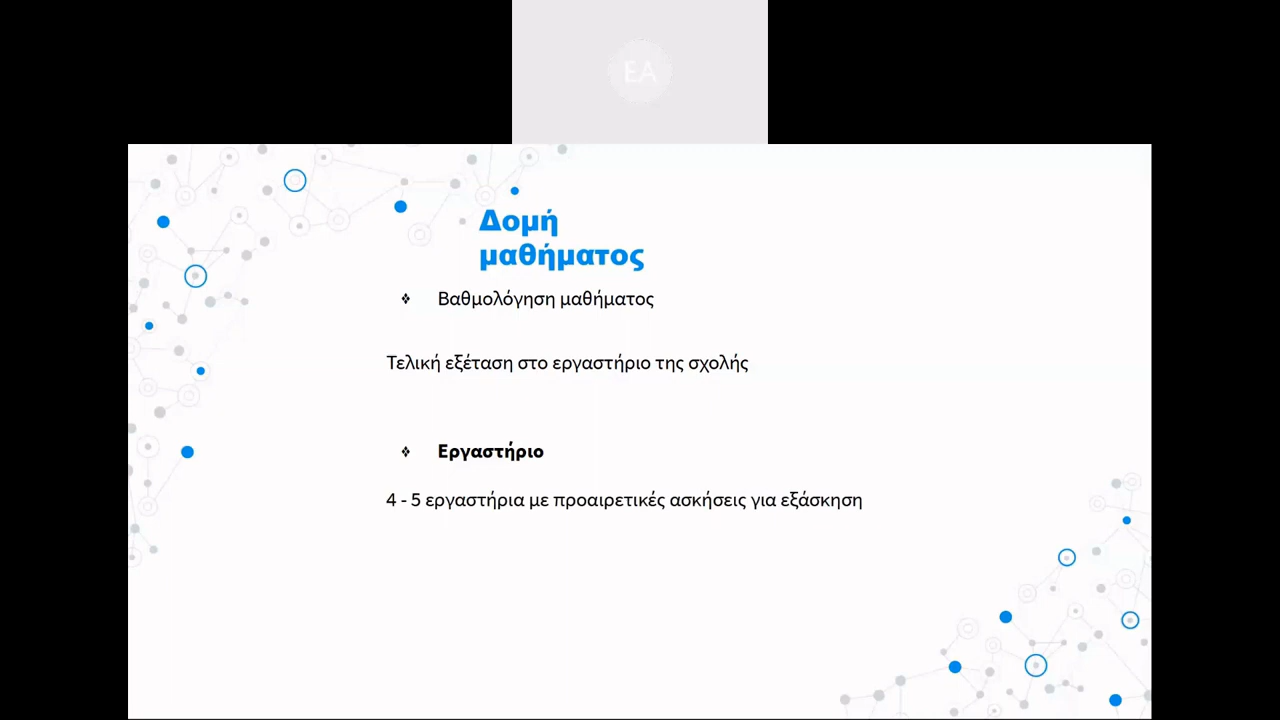 ΕΑ
Δομή
μαθήματος
❖ Βαθμολόγηση μαθήματος
Τελική εξέταση στο εργαστήριο της σχολής
❖ Εργαστήριο
4 - 5 εργαστήρια με προαιρετικές ασκήσεις για εξάσκηση